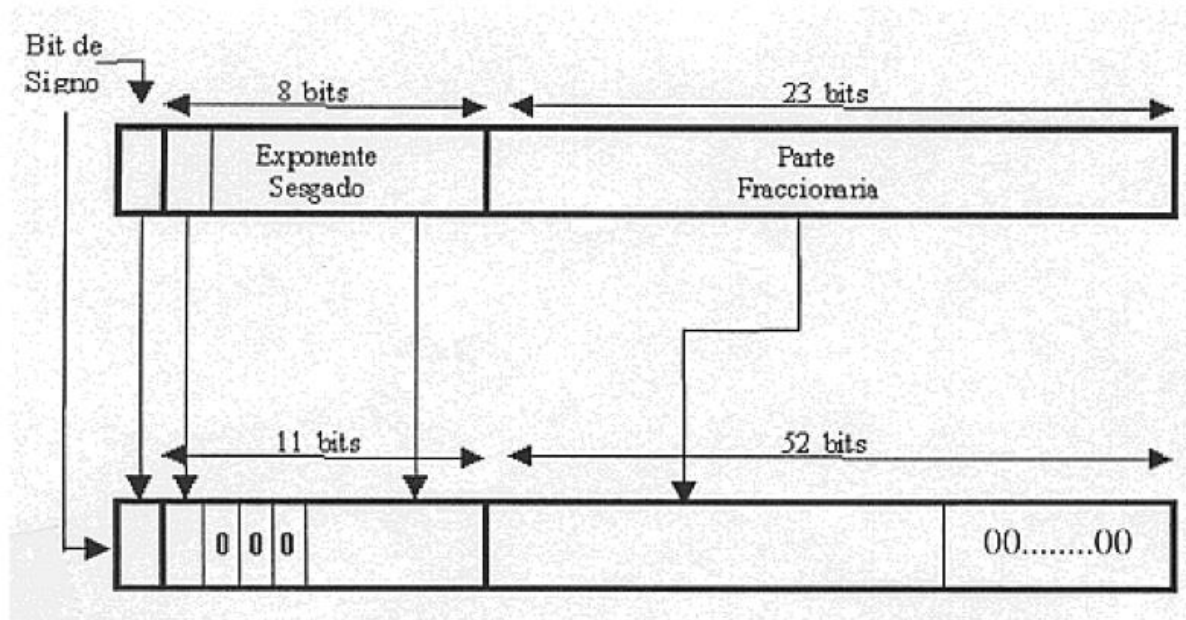 Bit de
Signo
8 bits
23 bits
Exponente
Sesgado
Parte
Fraccionaria
11 bits
52 bits
0 0 0
00........00